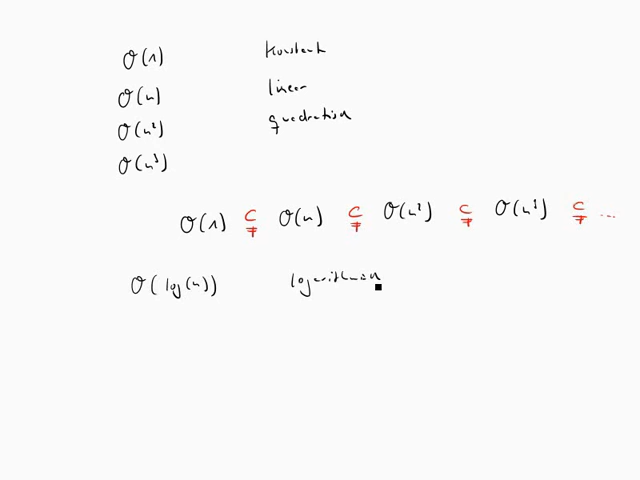 O(1) konstant
O(n) linear
O(n²) quadratisch
O(n³)
O(1) ⊊ O(n) ⊊ O(n²) ⊊ O(n³) ⊊ ...
O(log(n)) logarithmisch